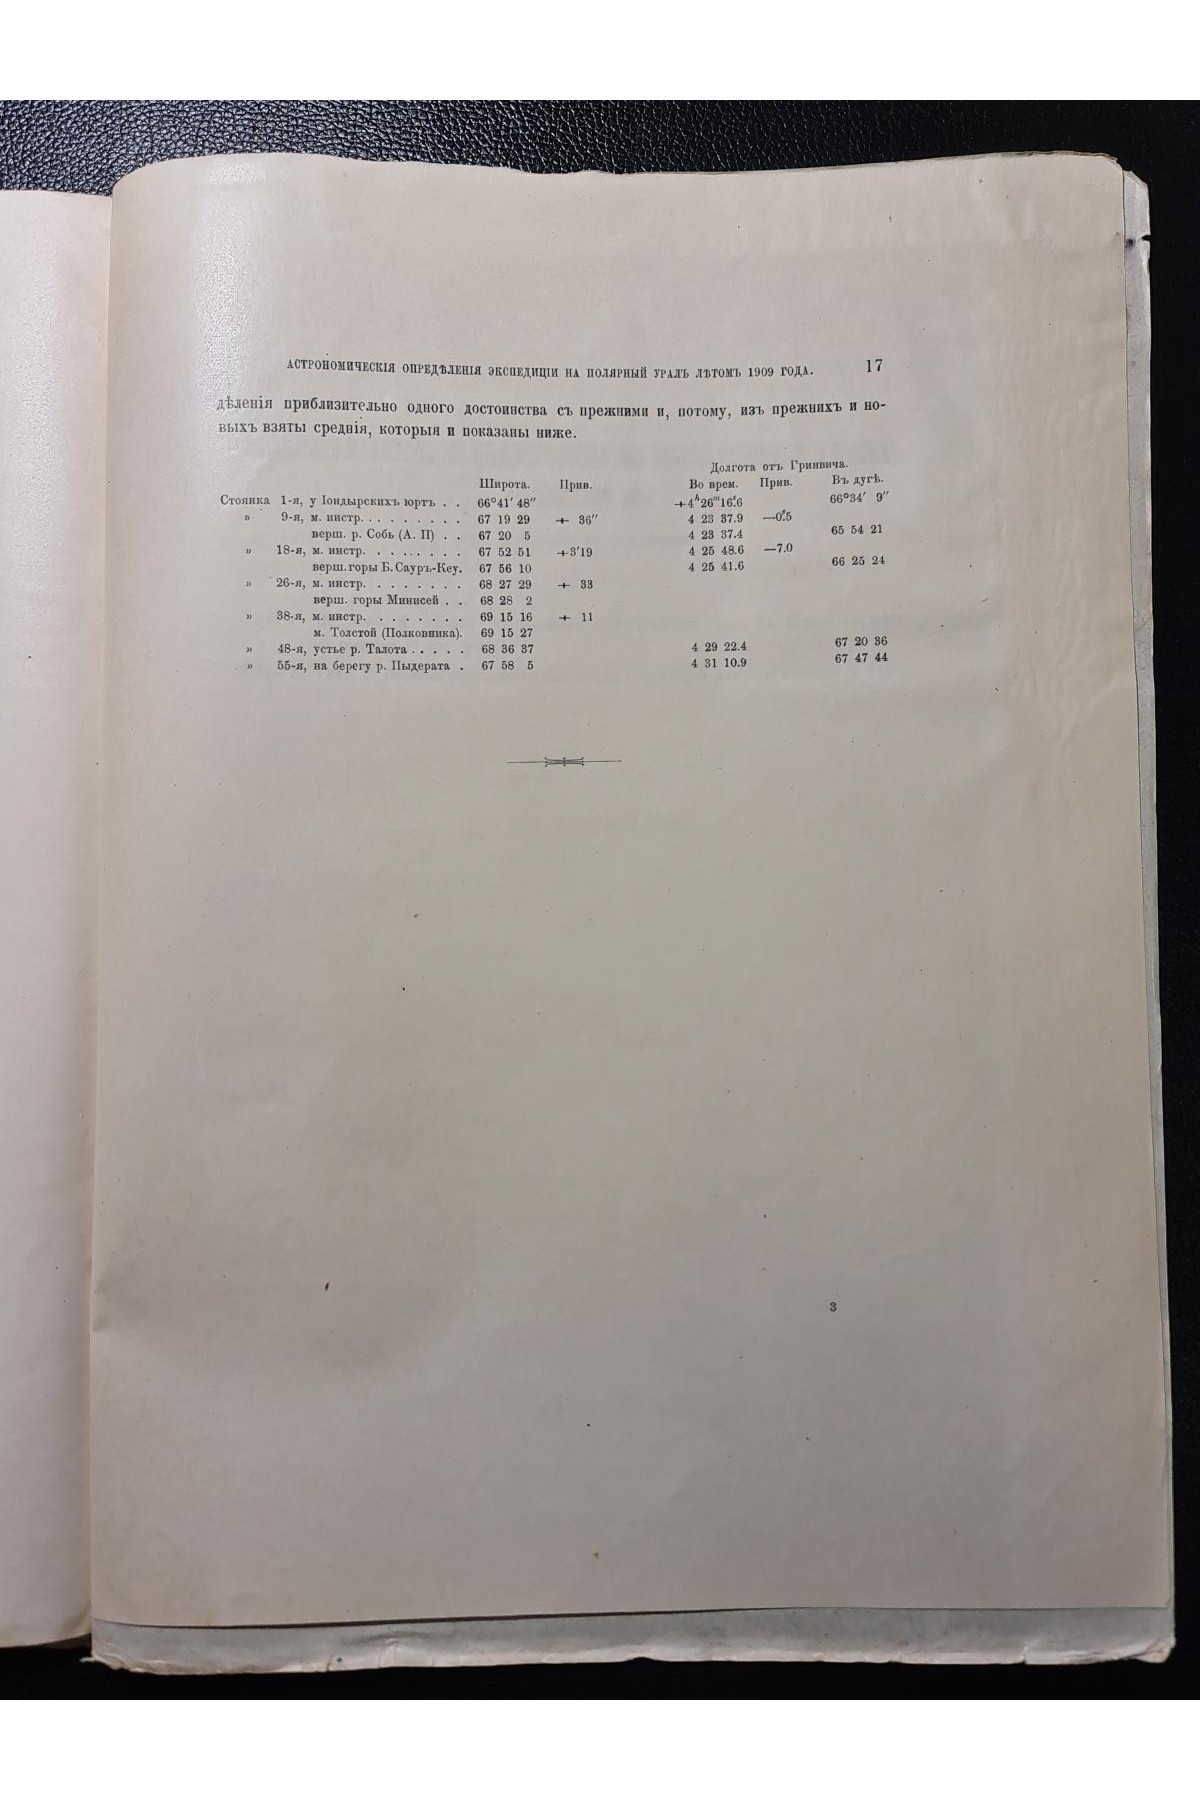 АСТРОНОМИЧЕСКІЯ ОПРЕДѢЛЕНІЯ ЭКСПЕДИЦІИ НА ПОЛЯРНЫЙ УРАЛЪ ЛѢТОМЪ 1909 ГОДА. 17
дѣленія приблизительно одного достоинства съ прежними и, потому, изъ прежнихъ и но-
выхъ взяты среднія, которыя и показаны ниже.
Долгота отъ Гринвича.
Широта. Прив. Во врем. Прив. Въ дугѣ.
Стоянка 1-я, у Іондырскихъ юртъ . . 66°41′ 48″ +4ʰ26ᵐ16ˢ.6 66°34′ 9″
» 9-я, м. инстр. . . . . . . . . 67 19 29 + 36″ 4 23 37.9 —0ˢ.5
верш. р. Собь (А. II) . . 67 20 5 4 23 37.4 65 54 21
» 18-я, м. инстр. . . . . . . . . 67 52 51 +3′19 4 25 48.6 —7.0
верш. горы Б. Сауръ-Кеу. 67 56 10 4 25 41.6 66 25 24
» 26-я, м. инстр. . . . . . . . . 68 27 29 + 33
верш. горы Минисей . . 68 28 2
» 38-я, м. инстр. . . . . . . . . 69 15 16 + 11
м. Толстой (Полковника). 69 15 27
» 48-я, устье р. Талота . . . . . 68 36 37 4 29 22.4 67 20 36
» 55-я, на берегу р. Пыдерата . 67 58 5 4 31 10.9 67 47 44
3